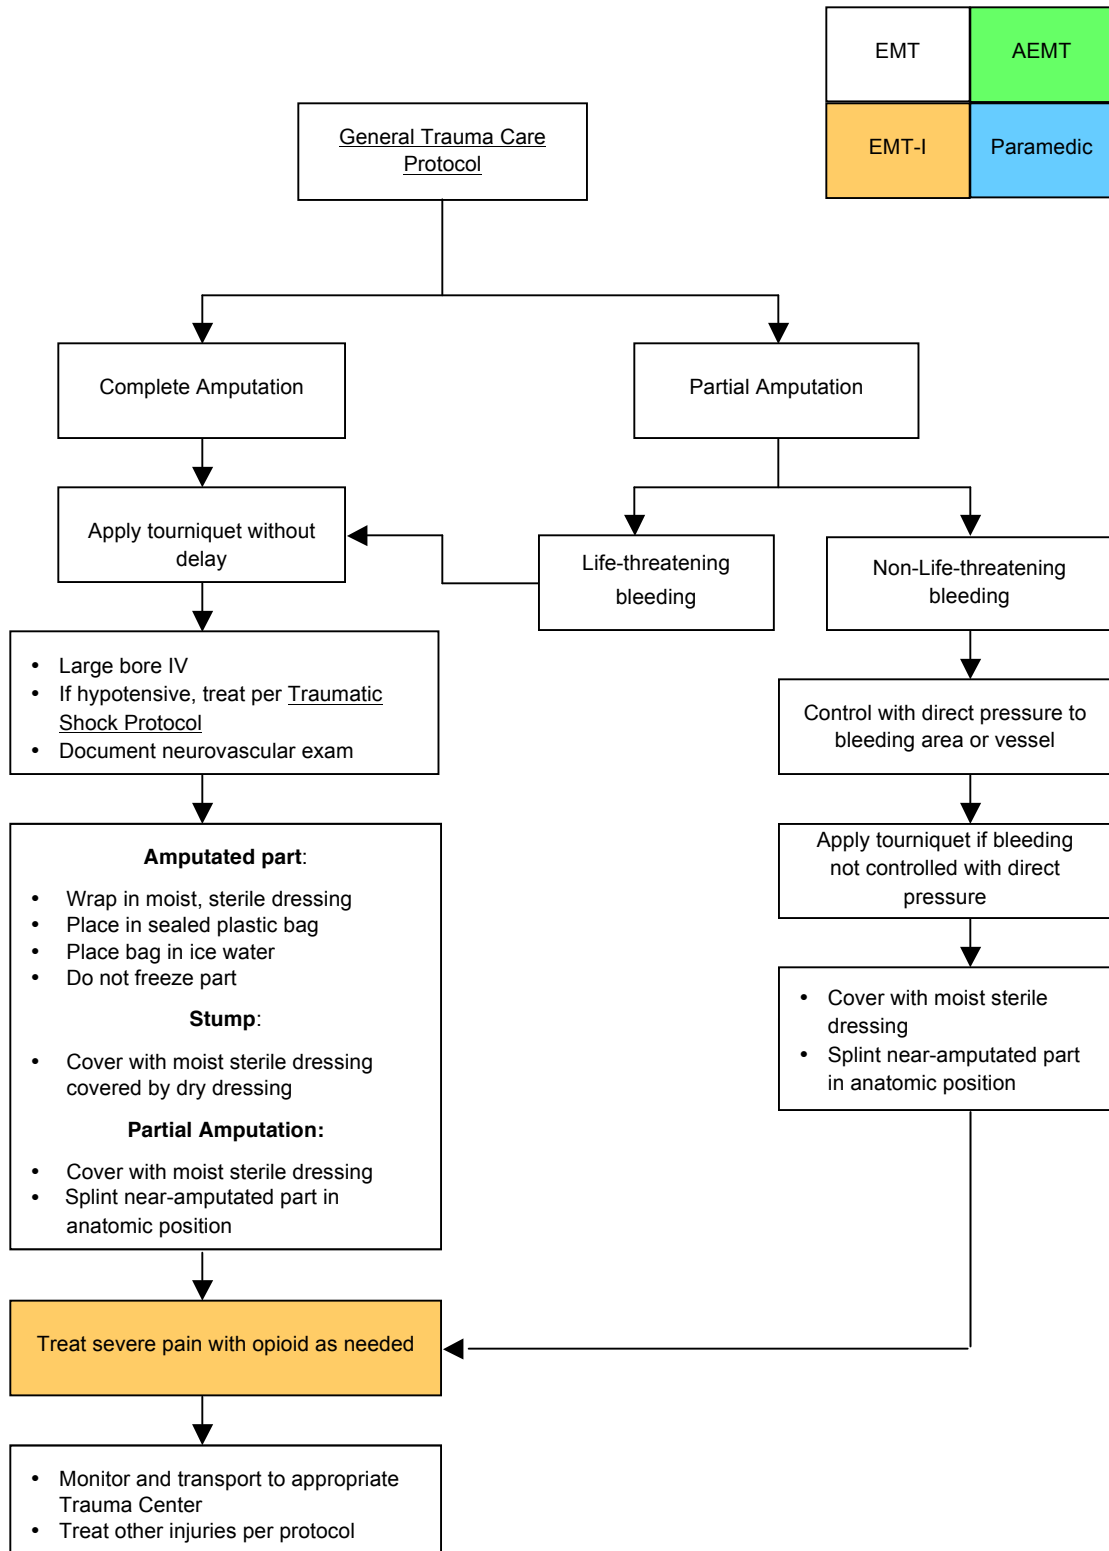 EMT
AEMT
EMT-I
Paramedic
General Trauma Care
Protocol
Complete Amputation
Partial Amputation
Apply tourniquet without
delay
Life-threatening
bleeding
Non-Life-threatening
bleeding
• Large bore IV
• If hypotensive, treat per Traumatic
Shock Protocol
• Document neurovascular exam
Control with direct pressure to
bleeding area or vessel
Apply tourniquet if bleeding
not controlled with direct
pressure
Amputated part:
• Wrap in moist, sterile dressing
• Place in sealed plastic bag
• Place bag in ice water
• Do not freeze part
Stump:
• Cover with moist sterile dressing
covered by dry dressing
Partial Amputation:
• Cover with moist sterile dressing
• Splint near-amputated part in
anatomic position
• Cover with moist sterile
dressing
• Splint near-amputated part
in anatomic position
Treat severe pain with opioid as needed
• Monitor and transport to appropriate
Trauma Center
• Treat other injuries per protocol